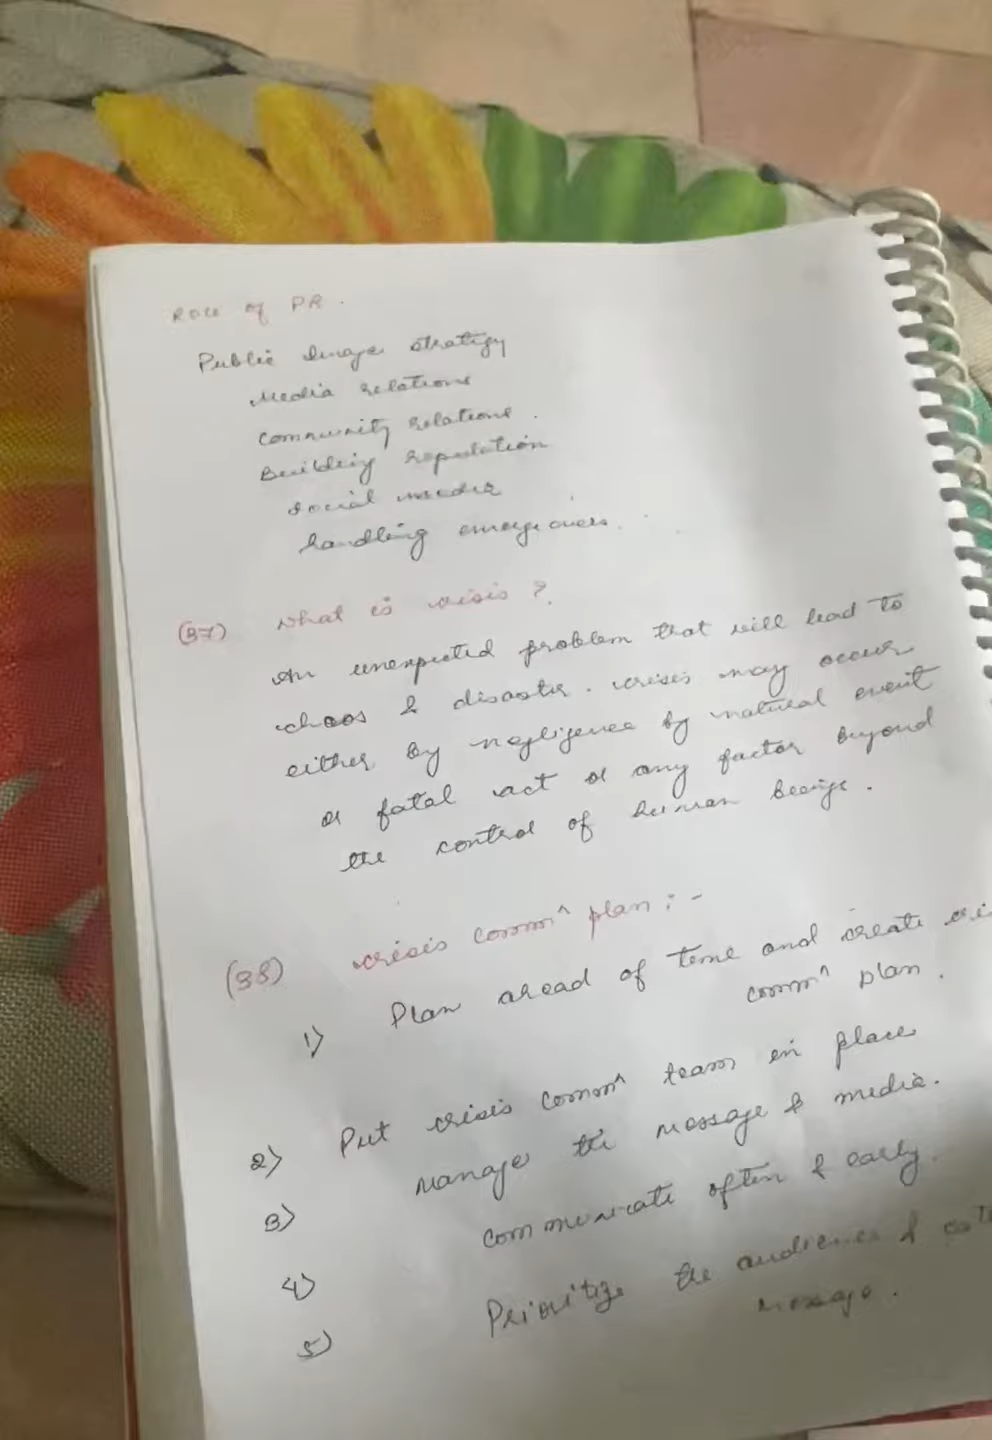 Role of PR.
Public Image strategy
Media relations
Community relations.
Building reputation
social media
handling
(37) What is crisis?
An unexpected problem that will lead to
chaos & disaster. crises may occur
either by negligence by natural event
or fatal act or any factor beyond
the control of human beings.
(38) crisis commⁿ plan :-
1) Plan ahead of time and create
commⁿ plan.
2) Put crisis commⁿ team in place
3) Manage the message & media.
4) Communicate often & early.
5) Prioritize the audiences &
message.